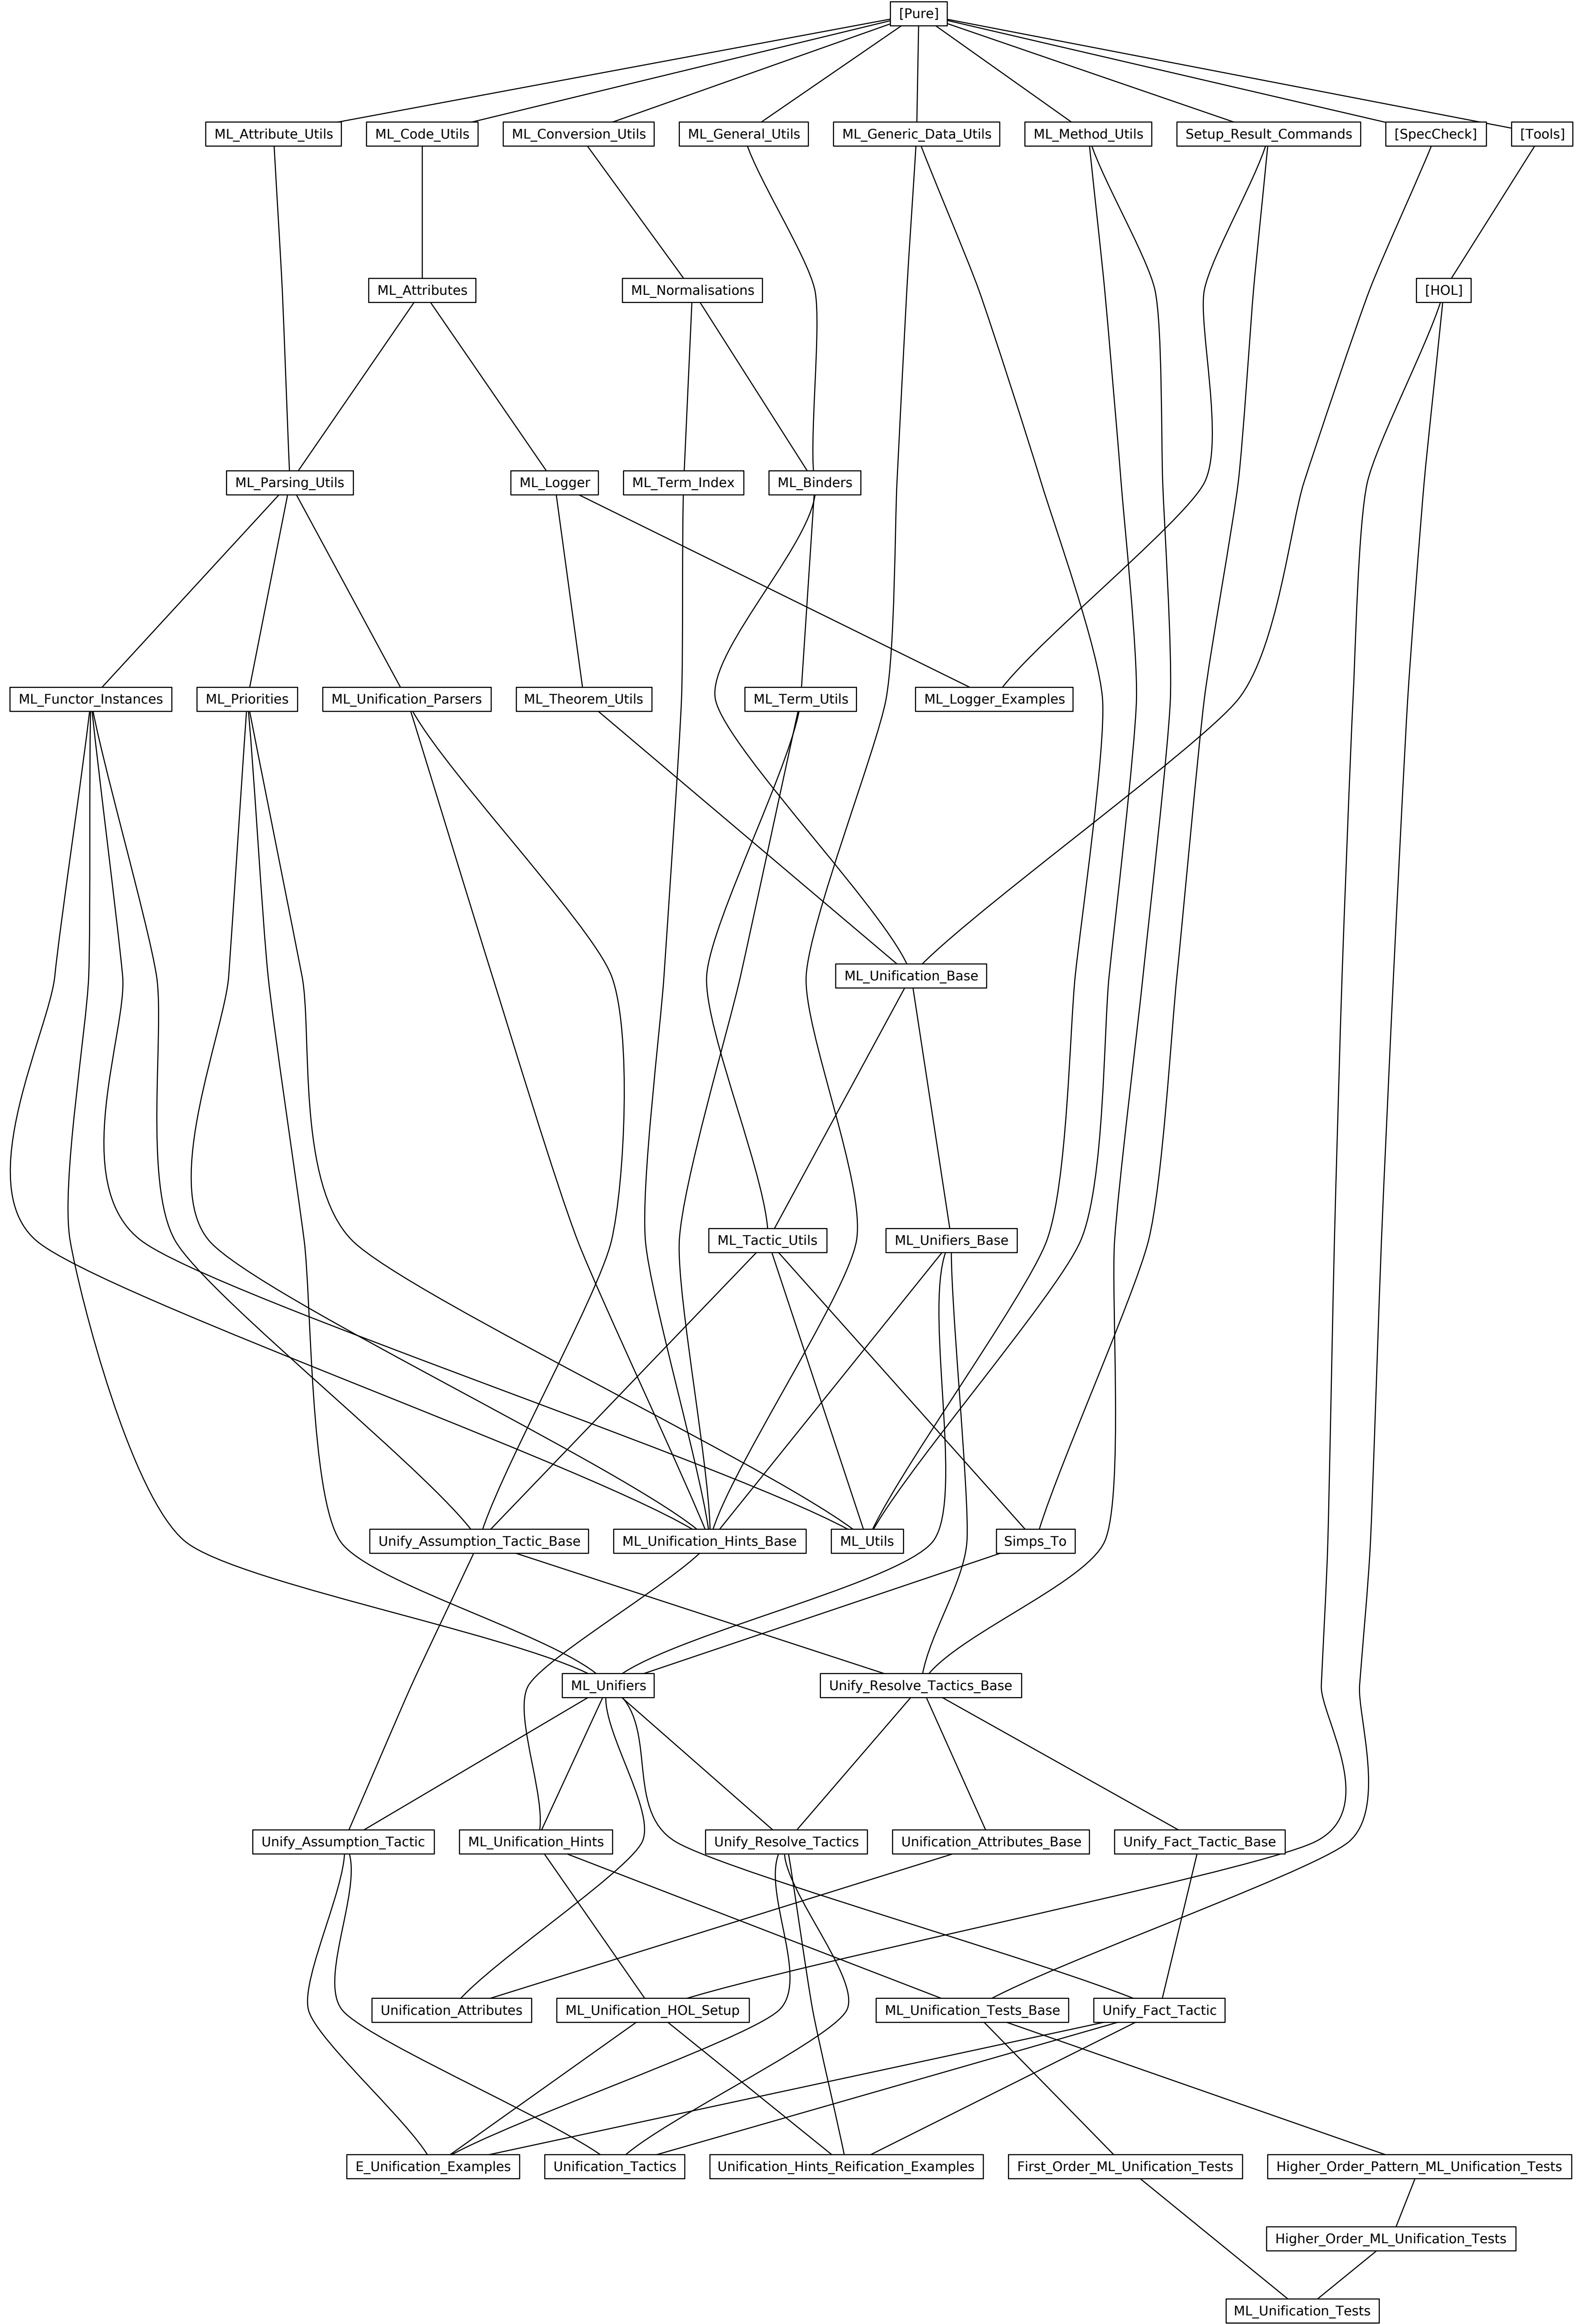 [Pure]
ML_Attribute_Utils
ML_Code_Utils
ML_Conversion_Utils
ML_General_Utils
ML_Generic_Data_Utils
ML_Method_Utils
Setup_Result_Commands
[SpecCheck]
[Tools]
ML_Attributes
ML_Normalisations
[HOL]
ML_Parsing_Utils
ML_Logger
ML_Term_Index
ML_Binders
ML_Functor_Instances
ML_Priorities
ML_Unification_Parsers
ML_Theorem_Utils
ML_Term_Utils
ML_Logger_Examples
ML_Unification_Base
ML_Tactic_Utils
ML_Unifiers_Base
Unify_Assumption_Tactic_Base
ML_Unification_Hints_Base
ML_Utils
Simps_To
ML_Unifiers
Unify_Resolve_Tactics_Base
Unify_Assumption_Tactic
ML_Unification_Hints
Unify_Resolve_Tactics
Unification_Attributes_Base
Unify_Fact_Tactic_Base
Unification_Attributes
ML_Unification_HOL_Setup
ML_Unification_Tests_Base
Unify_Fact_Tactic
E_Unification_Examples
Unification_Tactics
Unification_Hints_Reification_Examples
First_Order_ML_Unification_Tests
Higher_Order_Pattern_ML_Unification_Tests
Higher_Order_ML_Unification_Tests
ML_Unification_Tests